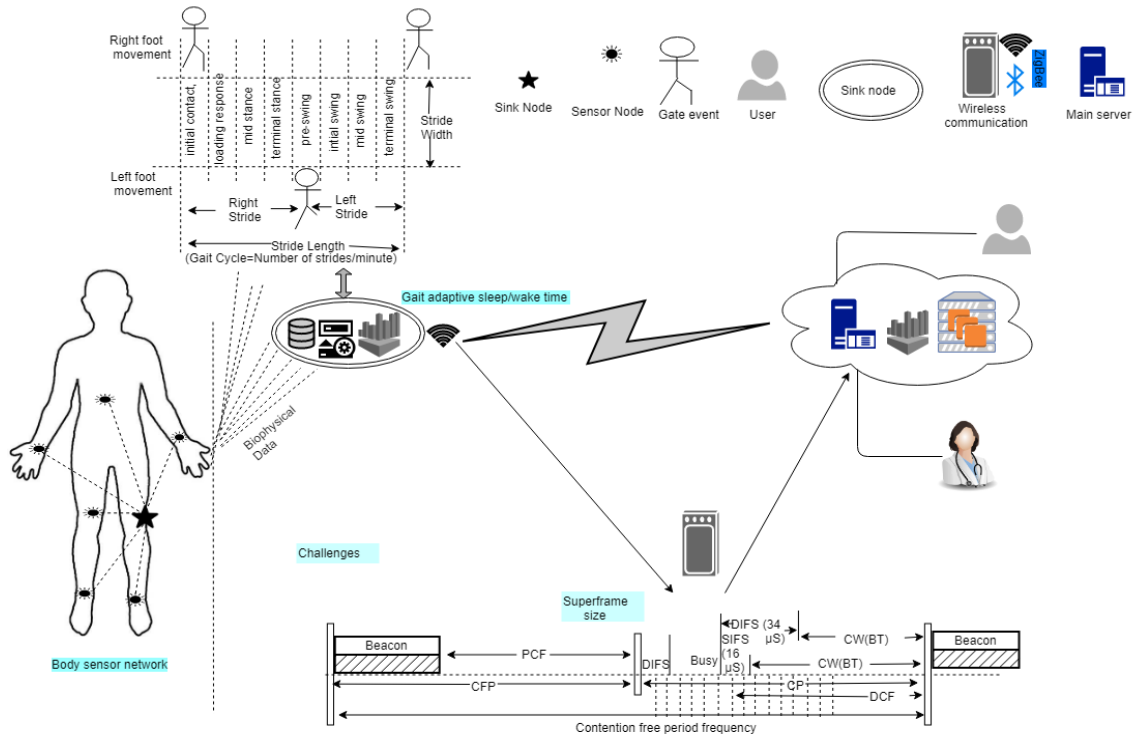 Right foot
movement
initial contact,
loading response
mid stance
terminal stance
pre-swing
intial swing
mid swing
terminal swing
Stride
Width
Left foot
movement
Right
Stride
Left
Stride
Stride Length
(Gait Cycle=Number of strides/minute)
Sink Node
Sensor Node
Gate event
User
Sink node
ZigBee
Wireless
communication
Main server
Gait adaptive sleep/wake time
Biophysical
Data
Body sensor network
Challenges
Superframe
size
Beacon
PCF
CFP
DIFS
Busy
DIFS (34
µS)
SIFS
(16
µS)
CW(BT)
CW(BT)
CP
DCF
Beacon
Contention free period frequency